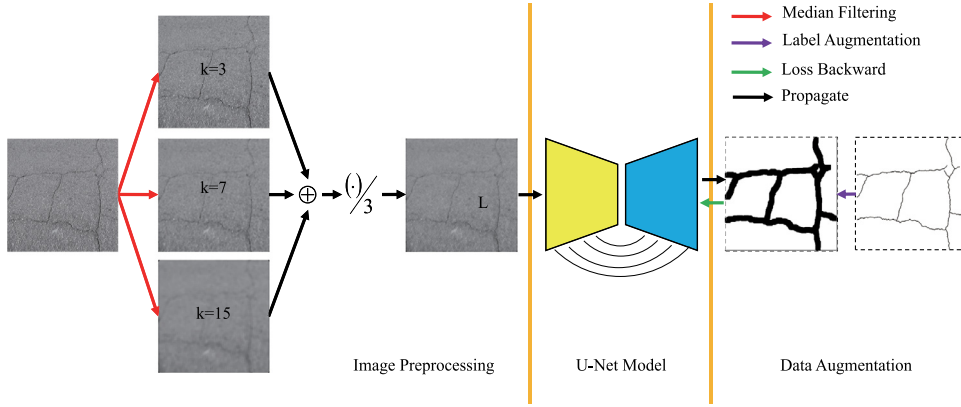 Median Filtering
Label Augmentation
Loss Backward
Propagate
k=3
k=7
k=15
⊕
(·)/3
L
Image Preprocessing
U-Net Model
Data Augmentation